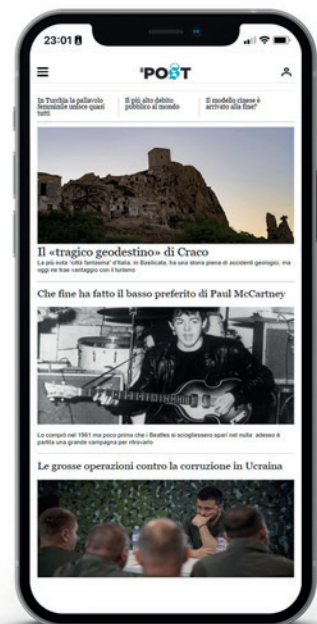 23:01
IL POST
In Turchia la pallavolo
femminile unisce quasi
tutti
Il più alto debito
pubblico al mondo
Il modello cinese è
arrivato alla fine?
Il «tragico geodestino» di Craco
La più nota "città fantasma" d'Italia, in Basilicata, ha una storia piena di accidenti geologici, ma
oggi ne trae vantaggio con il turismo
Che fine ha fatto il basso preferito di Paul McCartney
Lo comprò nel 1961 ma poco prima che i Beatles si sciogliessero sparì nel nulla: adesso è
partita una grande campagna per ritrovarlo
Le grosse operazioni contro la corruzione in Ucraina